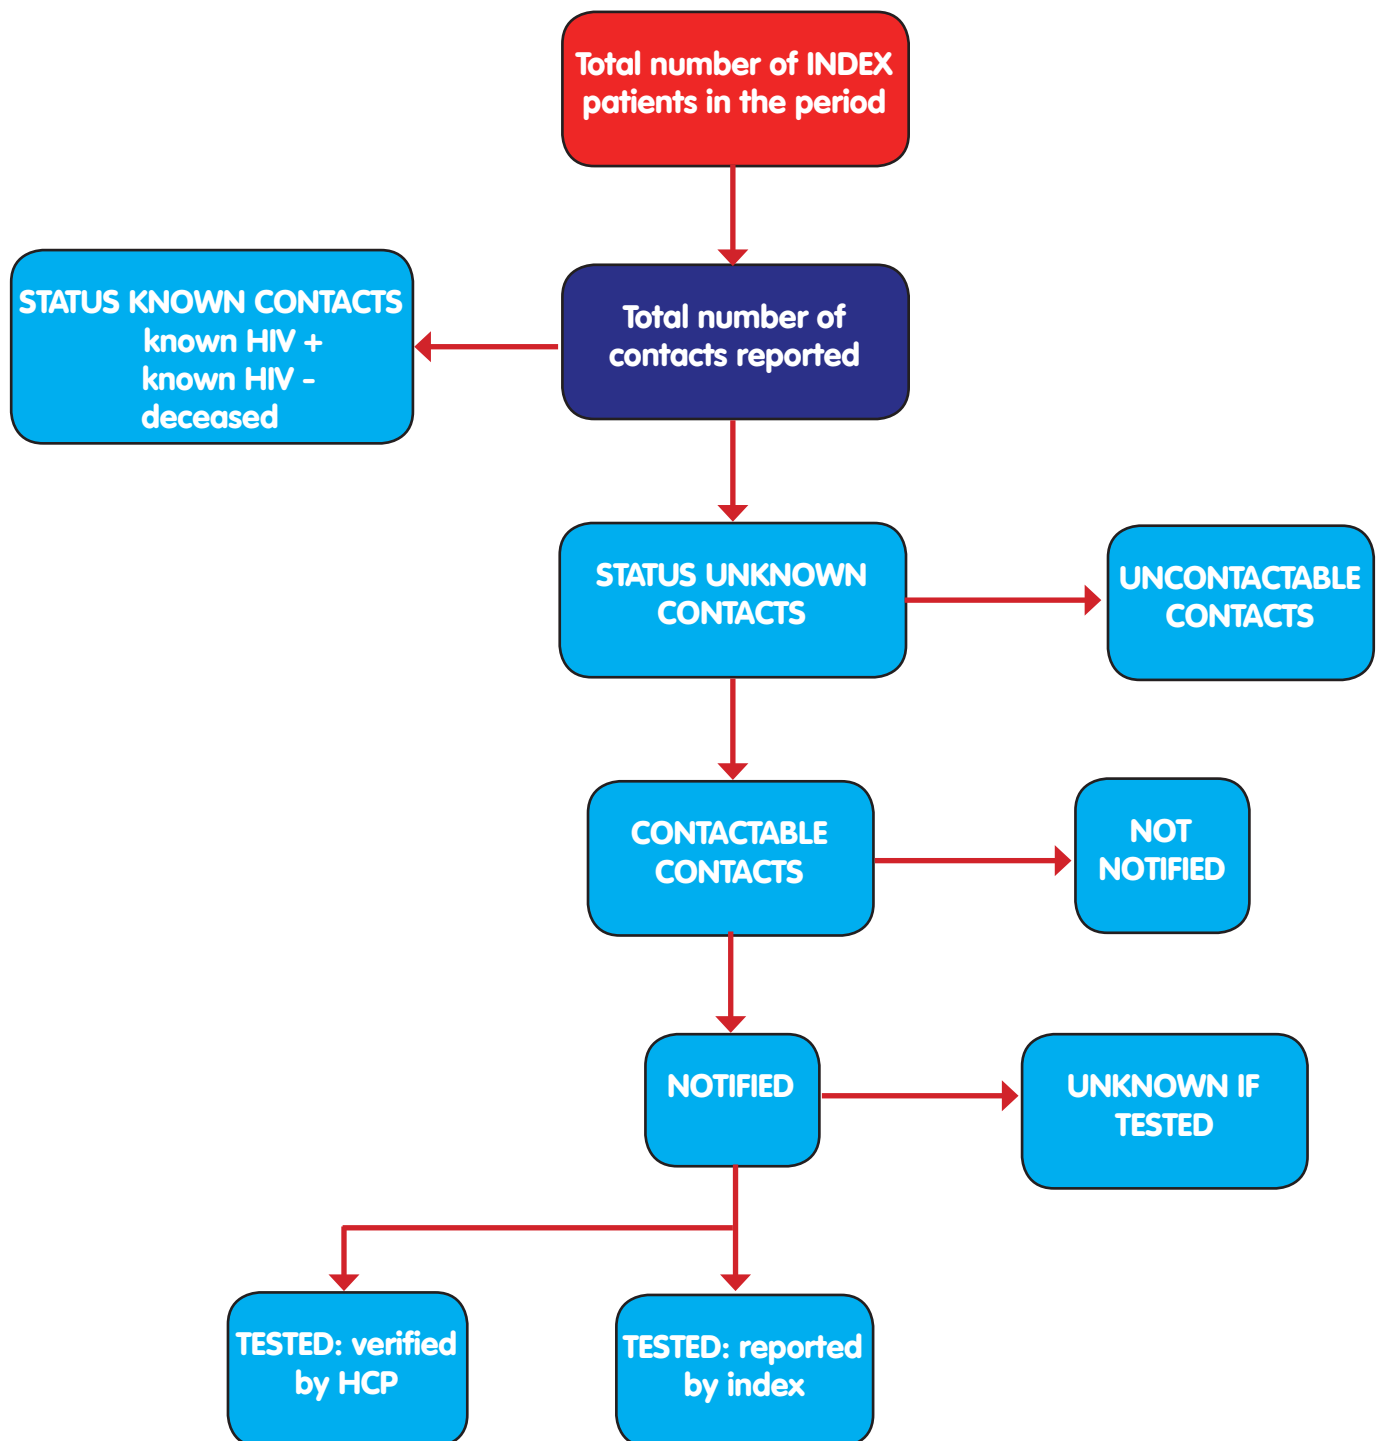 Total number of INDEX
patients in the period
STATUS KNOWN CONTACTS
known HIV +
known HIV -
deceased
Total number of
contacts reported
STATUS UNKNOWN
CONTACTS
UNCONTACTABLE
CONTACTS
CONTACTABLE
CONTACTS
NOT
NOTIFIED
NOTIFIED
UNKNOWN IF
TESTED
TESTED: verified
by HCP
TESTED: reported
by index